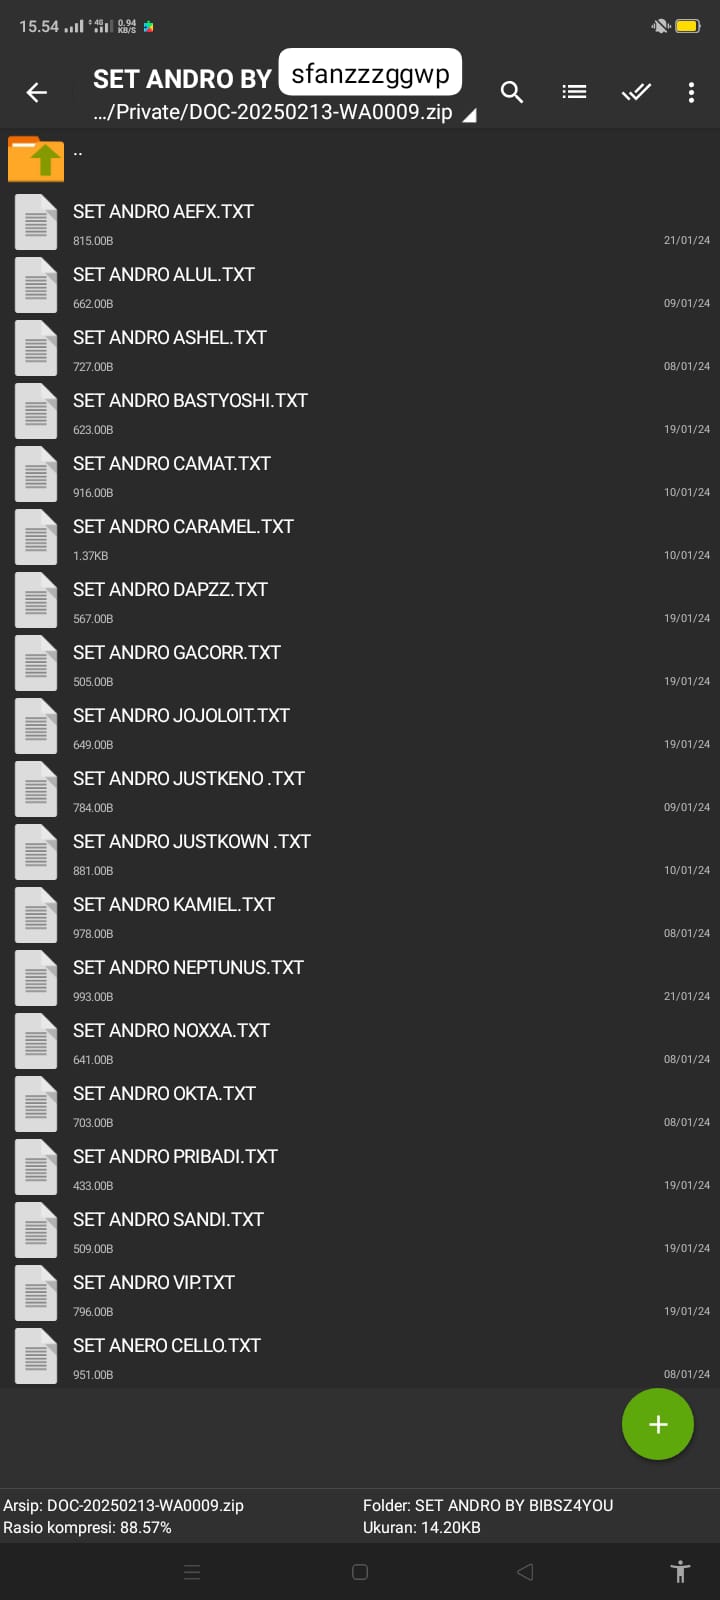 15.54 4G 0.94 KB/S
SET ANDRO BY sfanzzzggwp
.../Private/DOC-20250213-WA0009.zip
..
SET ANDRO AEFX.TXT
815.00B 21/01/24
SET ANDRO ALUL.TXT
662.00B 09/01/24
SET ANDRO ASHEL.TXT
727.00B 08/01/24
SET ANDRO BASTYOSHI.TXT
623.00B 19/01/24
SET ANDRO CAMAT.TXT
916.00B 10/01/24
SET ANDRO CARAMEL.TXT
1.37KB 10/01/24
SET ANDRO DAPZZ.TXT
567.00B 19/01/24
SET ANDRO GACORR.TXT
505.00B 19/01/24
SET ANDRO JOJOLOIT.TXT
649.00B 19/01/24
SET ANDRO JUSTKENO .TXT
784.00B 09/01/24
SET ANDRO JUSTKOWN .TXT
881.00B 10/01/24
SET ANDRO KAMIEL.TXT
978.00B 08/01/24
SET ANDRO NEPTUNUS.TXT
993.00B 21/01/24
SET ANDRO NOXXA.TXT
641.00B 08/01/24
SET ANDRO OKTA.TXT
703.00B 08/01/24
SET ANDRO PRIBADI.TXT
433.00B 19/01/24
SET ANDRO SANDI.TXT
509.00B 19/01/24
SET ANDRO VIP.TXT
796.00B 19/01/24
SET ANERO CELLO.TXT
951.00B 08/01/24
Arsip: DOC-20250213-WA0009.zip Folder: SET ANDRO BY BIBSZ4YOU
Rasio kompresi: 88.57% Ukuran: 14.20KB